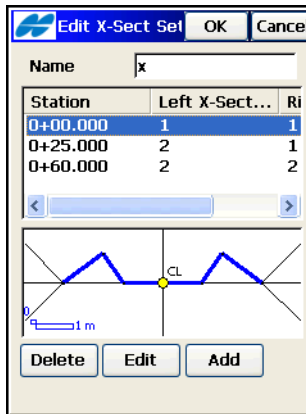 Edit X-Sect Set OK Cance
Name x
Station Left X-Sect... Ri
0+00.000 1 1
0+25.000 2 1
0+60.000 2 2
CL
0
1 m
Delete Edit Add